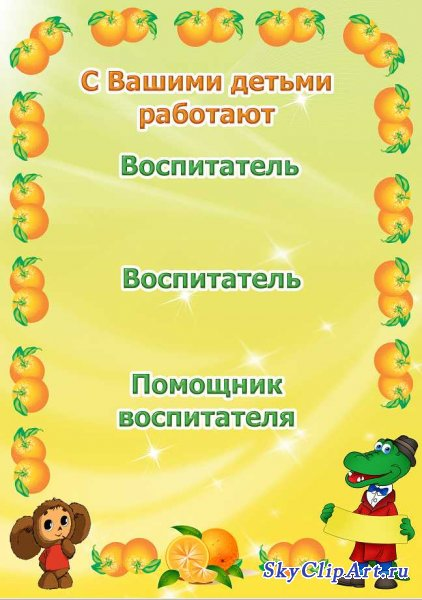 С Вашими детьми
работают
Воспитатель
Воспитатель
Помощник
воспитателя
SkyClipArt.ru